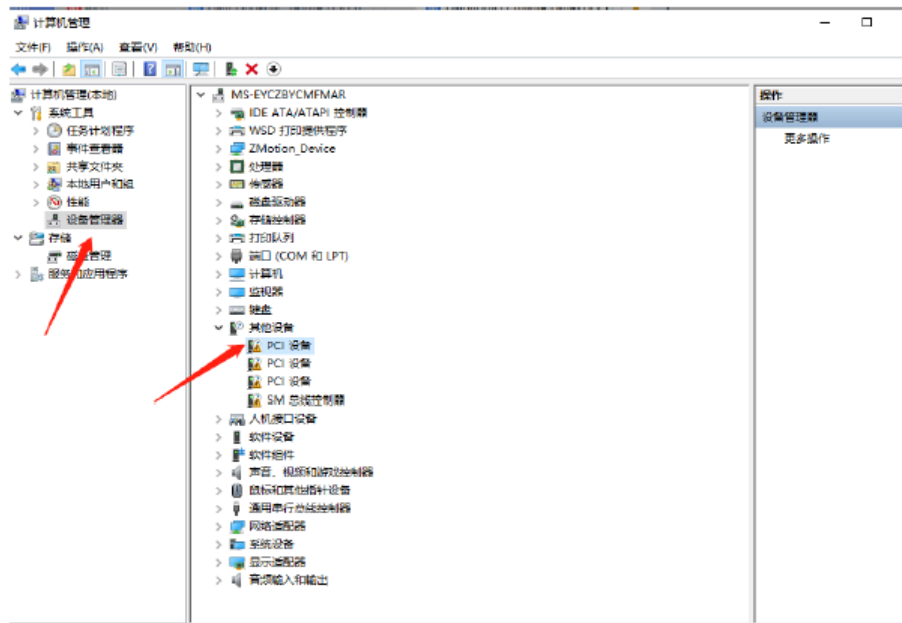 计算机管理
文件(F) 操作(A) 查看(V) 帮助(H)
计算机管理(本地)
系统工具
任务计划程序
事件查看器
共享文件夹
本地用户和组
性能
设备管理器
存储
磁盘管理
服务和应用程序
MS-EYCZBYCMFMAR
IDE ATA/ATAPI 控制器
WSD 打印提供程序
ZMotion_Device
处理器
传感器
磁盘驱动器
存储控制器
打印队列
端口 (COM 和 LPT)
计算机
监视器
键盘
其他设备
PCI 设备
PCI 设备
PCI 设备
SM 总线控制器
人机接口设备
软件设备
软件组件
声音、视频和游戏控制器
鼠标和其他指针设备
通用串行总线控制器
网络适配器
系统设备
显示适配器
音频输入和输出
操作
设备管理器
更多操作